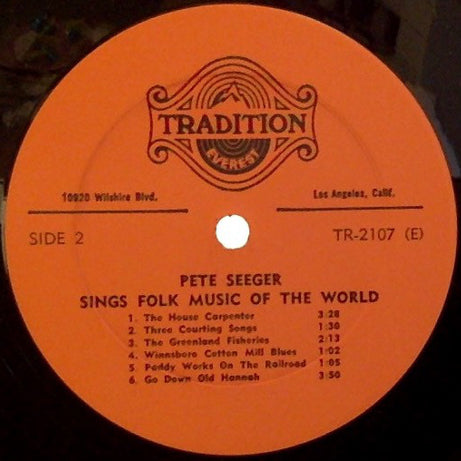 TRADITION
EVEREST
10920 Wilshire Blvd.
Los Angeles, Calif.
SIDE 2
TR-2107 (E)
PETE SEEGER
SINGS FOLK MUSIC OF THE WORLD
1. The House Carpenter 3:28
2. Three Courting Songs 1:30
3. The Greenland Fisheries 2:13
4. Winnsboro Cotton Mill Blues 1:02
5. Paddy Works On The Railroad 1:05
6. Go Down Old Hannah 3:50